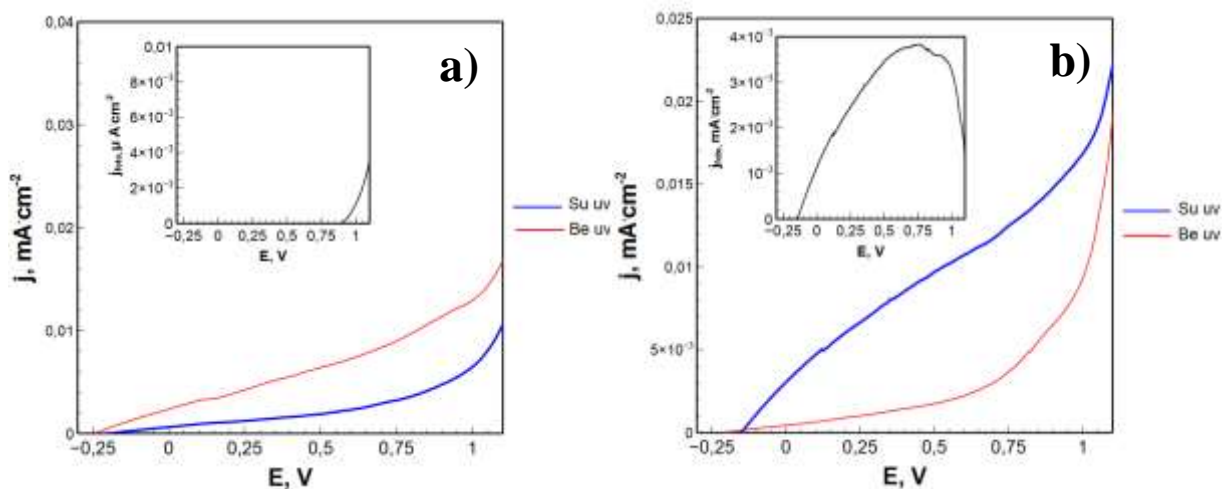 a)
0,04
0,03
0,02
0,01
0
j, mA·cm⁻²
−0,25 0 0,25 0,5 0,75 1
E, V
0,01
8×10⁻³
6×10⁻³
4×10⁻³
2×10⁻³
0
μ A·cm⁻²
−0,25 0 0,25 0,5 0,75 1
E, V
Su uv
Be uv
b)
0,025
0,02
0,015
0,01
5×10⁻³
0
j, mA·cm⁻²
−0,25 0 0,25 0,5 0,75 1
E, V
4×10⁻³
3×10⁻³
2×10⁻³
10⁻³
0
mA·cm⁻²
−0,25 0 0,25 0,5 0,75 1
E, V
Su uv
Be uv